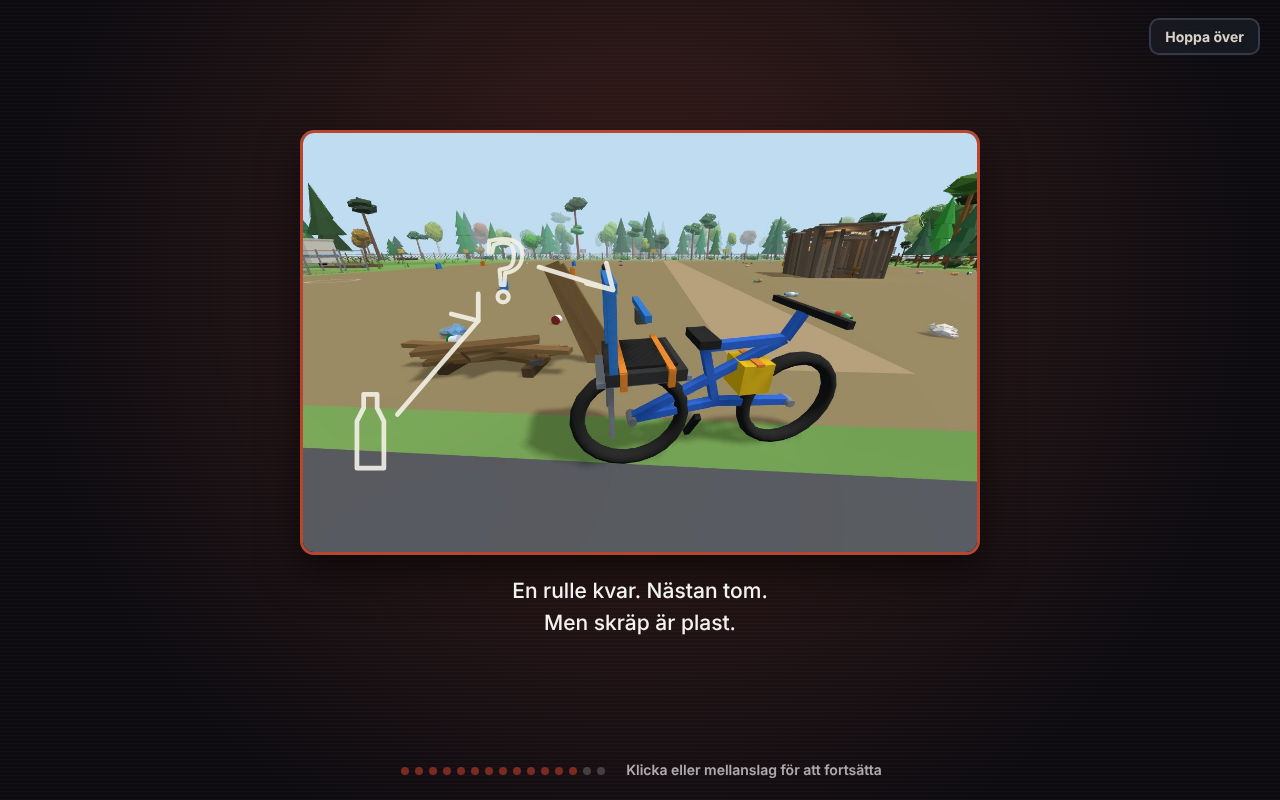 Hoppa över
?
En rulle kvar. Nästan tom.
Men skräp är plast.
Klicka eller mellanslag för att fortsätta